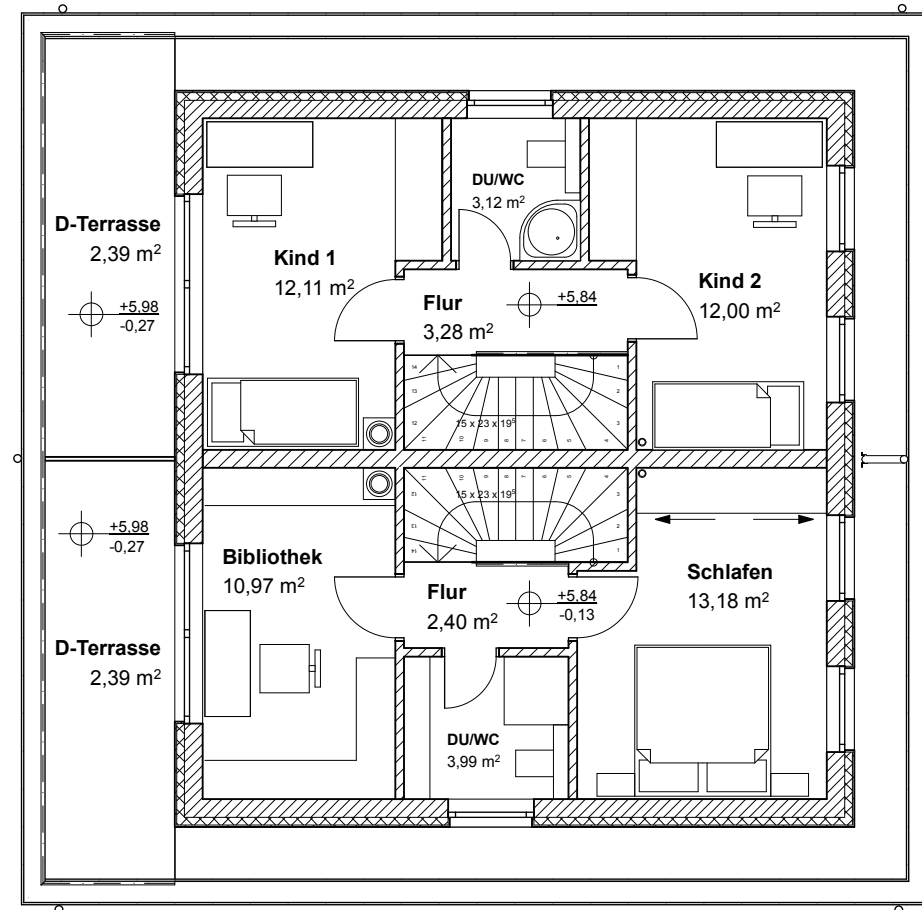 DU/WC
3,12 m²
D-Terrasse
2,39 m²
Kind 1
12,11 m²
Kind 2
12,00 m²
+5,98
-0,27
Flur
3,28 m²
+5,84
15 x 23 x 19⁵
15 x 23 x 19⁵
+5,98
-0,27
Bibliothek
10,97 m²
Flur
2,40 m²
+5,84
-0,13
Schlafen
13,18 m²
D-Terrasse
2,39 m²
DU/WC
3,99 m²